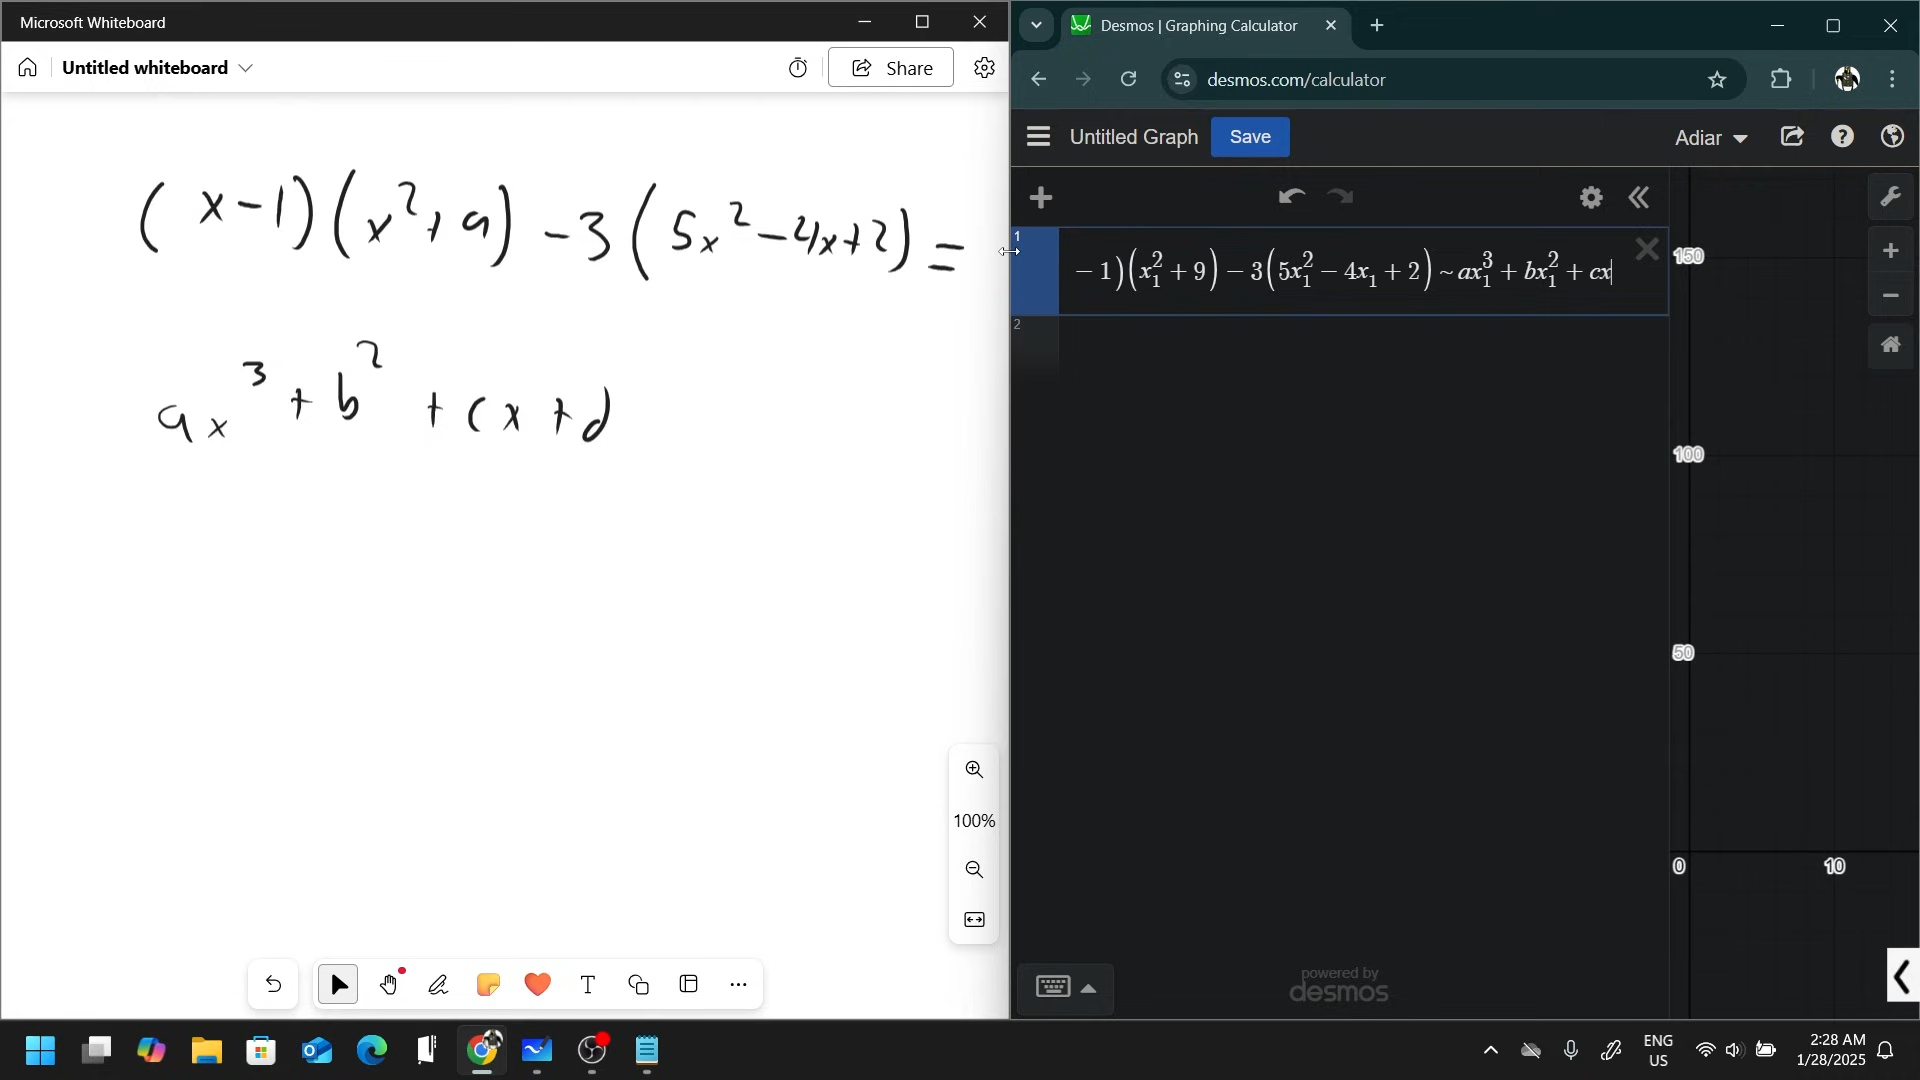 Microsoft Whiteboard
Untitled whiteboard
Share
(x-1)(x²+9)-3(5x²-4x+2)=
ax³+b²+cx+d
100%
Desmos | Graphing Calculator
desmos.com/calculator
Untitled Graph
Save
Adiar
1
-1)(x₁²+9)-3(5x₁²-4x₁+2)~ax₁³+bx₁²+cx
2
150
100
50
0
10
powered by
desmos
ENG
US
2:28 AM
1/28/2025